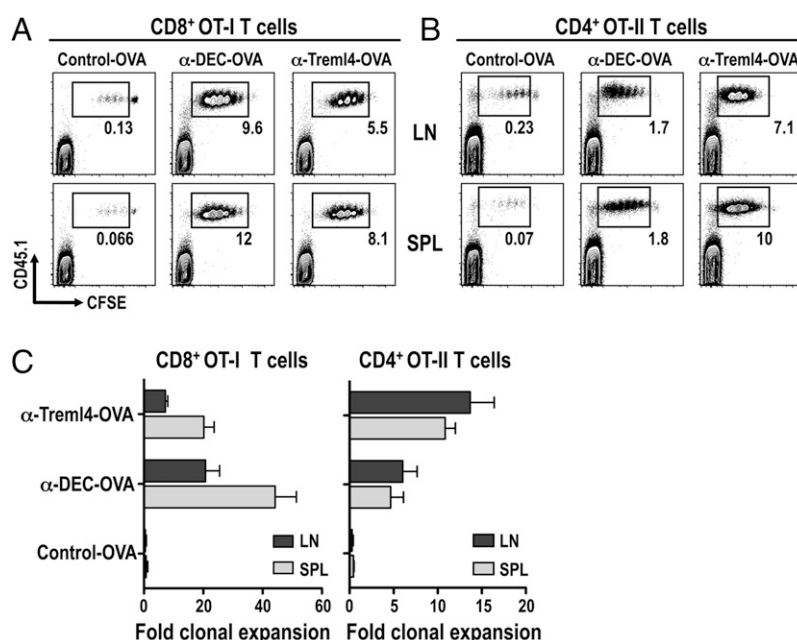 A
CD8⁺ OT-I T cells
Control-OVA α-DEC-OVA α-Treml4-OVA
0.13 9.6 5.5
0.066 12 8.1
CD45.1
CFSE
B
CD4⁺ OT-II T cells
Control-OVA α-DEC-OVA α-Treml4-OVA
LN
0.23 1.7 7.1
SPL
0.07 1.8 10
C
CD8⁺ OT-I T cells
α-Treml4-OVA
α-DEC-OVA
Control-OVA
LN
SPL
0 20 40 60
Fold clonal expansion
CD4⁺ OT-II T cells
LN
SPL
0 5 10 15 20
Fold clonal expansion